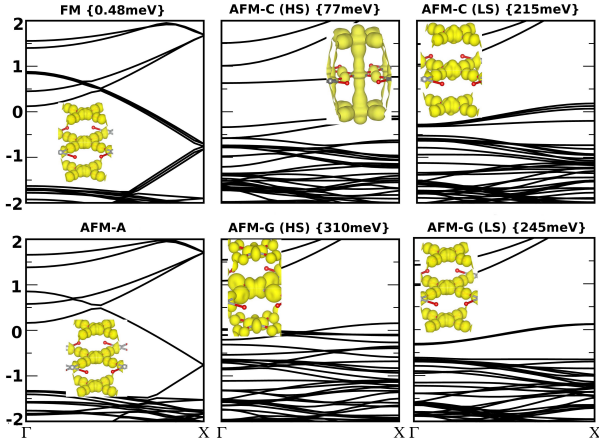 FM {0.48meV}
AFM-C (HS) {77meV}
AFM-C (LS) {215meV}
2
1
0
-1
-2
AFM-A
AFM-G (HS) {310meV}
AFM-G (LS) {245meV}
2
1
0
-1
-2
Γ X Γ X Γ X